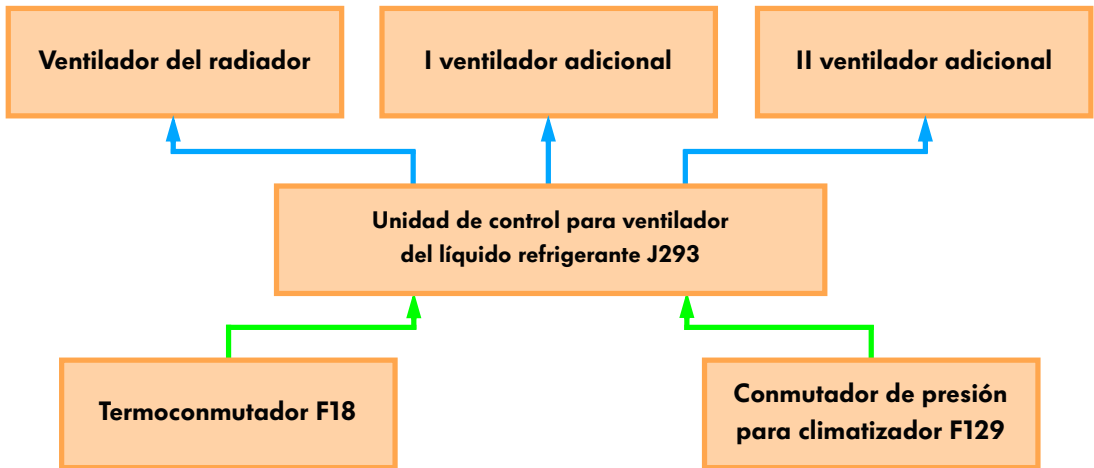 Ventilador del radiador
I ventilador adicional
II ventilador adicional
Unidad de control para ventilador
del líquido refrigerante J293
Termoconmutador F18
Conmutador de presión
para climatizador F129